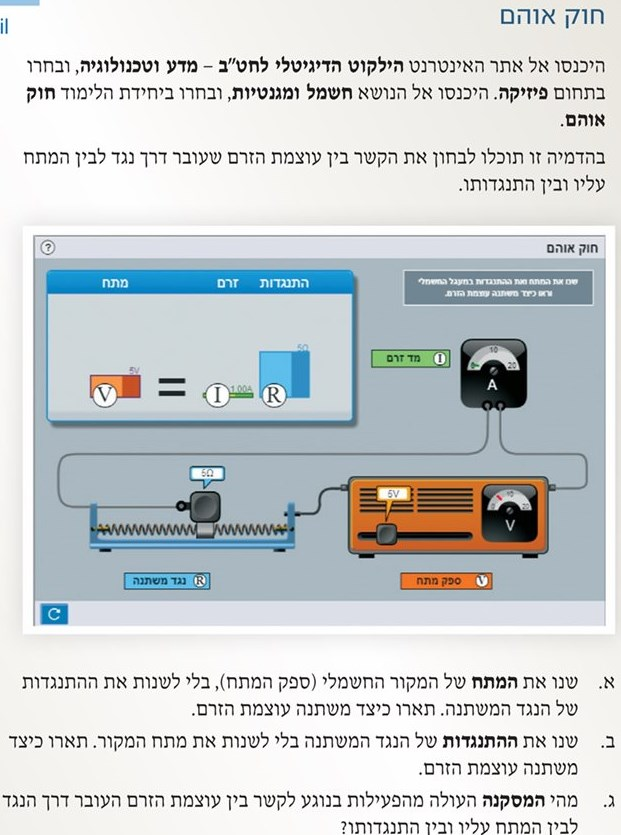 חוק אוהם
il
היכנסו אל אתר האינטרנט הילקוט הדיגיטלי לחט"ב – מדע וטכנולוגיה, ובחרו
בתחום פיזיקה. היכנסו אל הנושא חשמל ומגנטיות, ובחרו ביחידת הלימוד חוק
אוהם.
בהדמיה זו תוכלו לבחון את הקשר בין עוצמת הזרם שעובר דרך נגד לבין המתח
עליו ובין התנגדותו.
חוק אוהם
?
שנו את המתח ואת ההתנגדות במעגל החשמלי
וראו כיצד משתנה עוצמת הזרם.
התנגדות זרם מתח
5Ω
5V
1.00A
V = I R
I מד זרם
0 10 20
A
5Ω
5V
0 10 20
V
R נגד משתנה
V ספק מתח
א. שנו את המתח של המקור החשמלי (ספק המתח), בלי לשנות את ההתנגדות
של הנגד המשתנה. תארו כיצד משתנה עוצמת הזרם.
ב. שנו את ההתנגדות של הנגד המשתנה בלי לשנות את מתח המקור. תארו כיצד
משתנה עוצמת הזרם.
ג. מהי המסקנה העולה מהפעילות בנוגע לקשר בין עוצמת הזרם העובר דרך הנגד
לבין המתח עליו ובין התנגדותו?